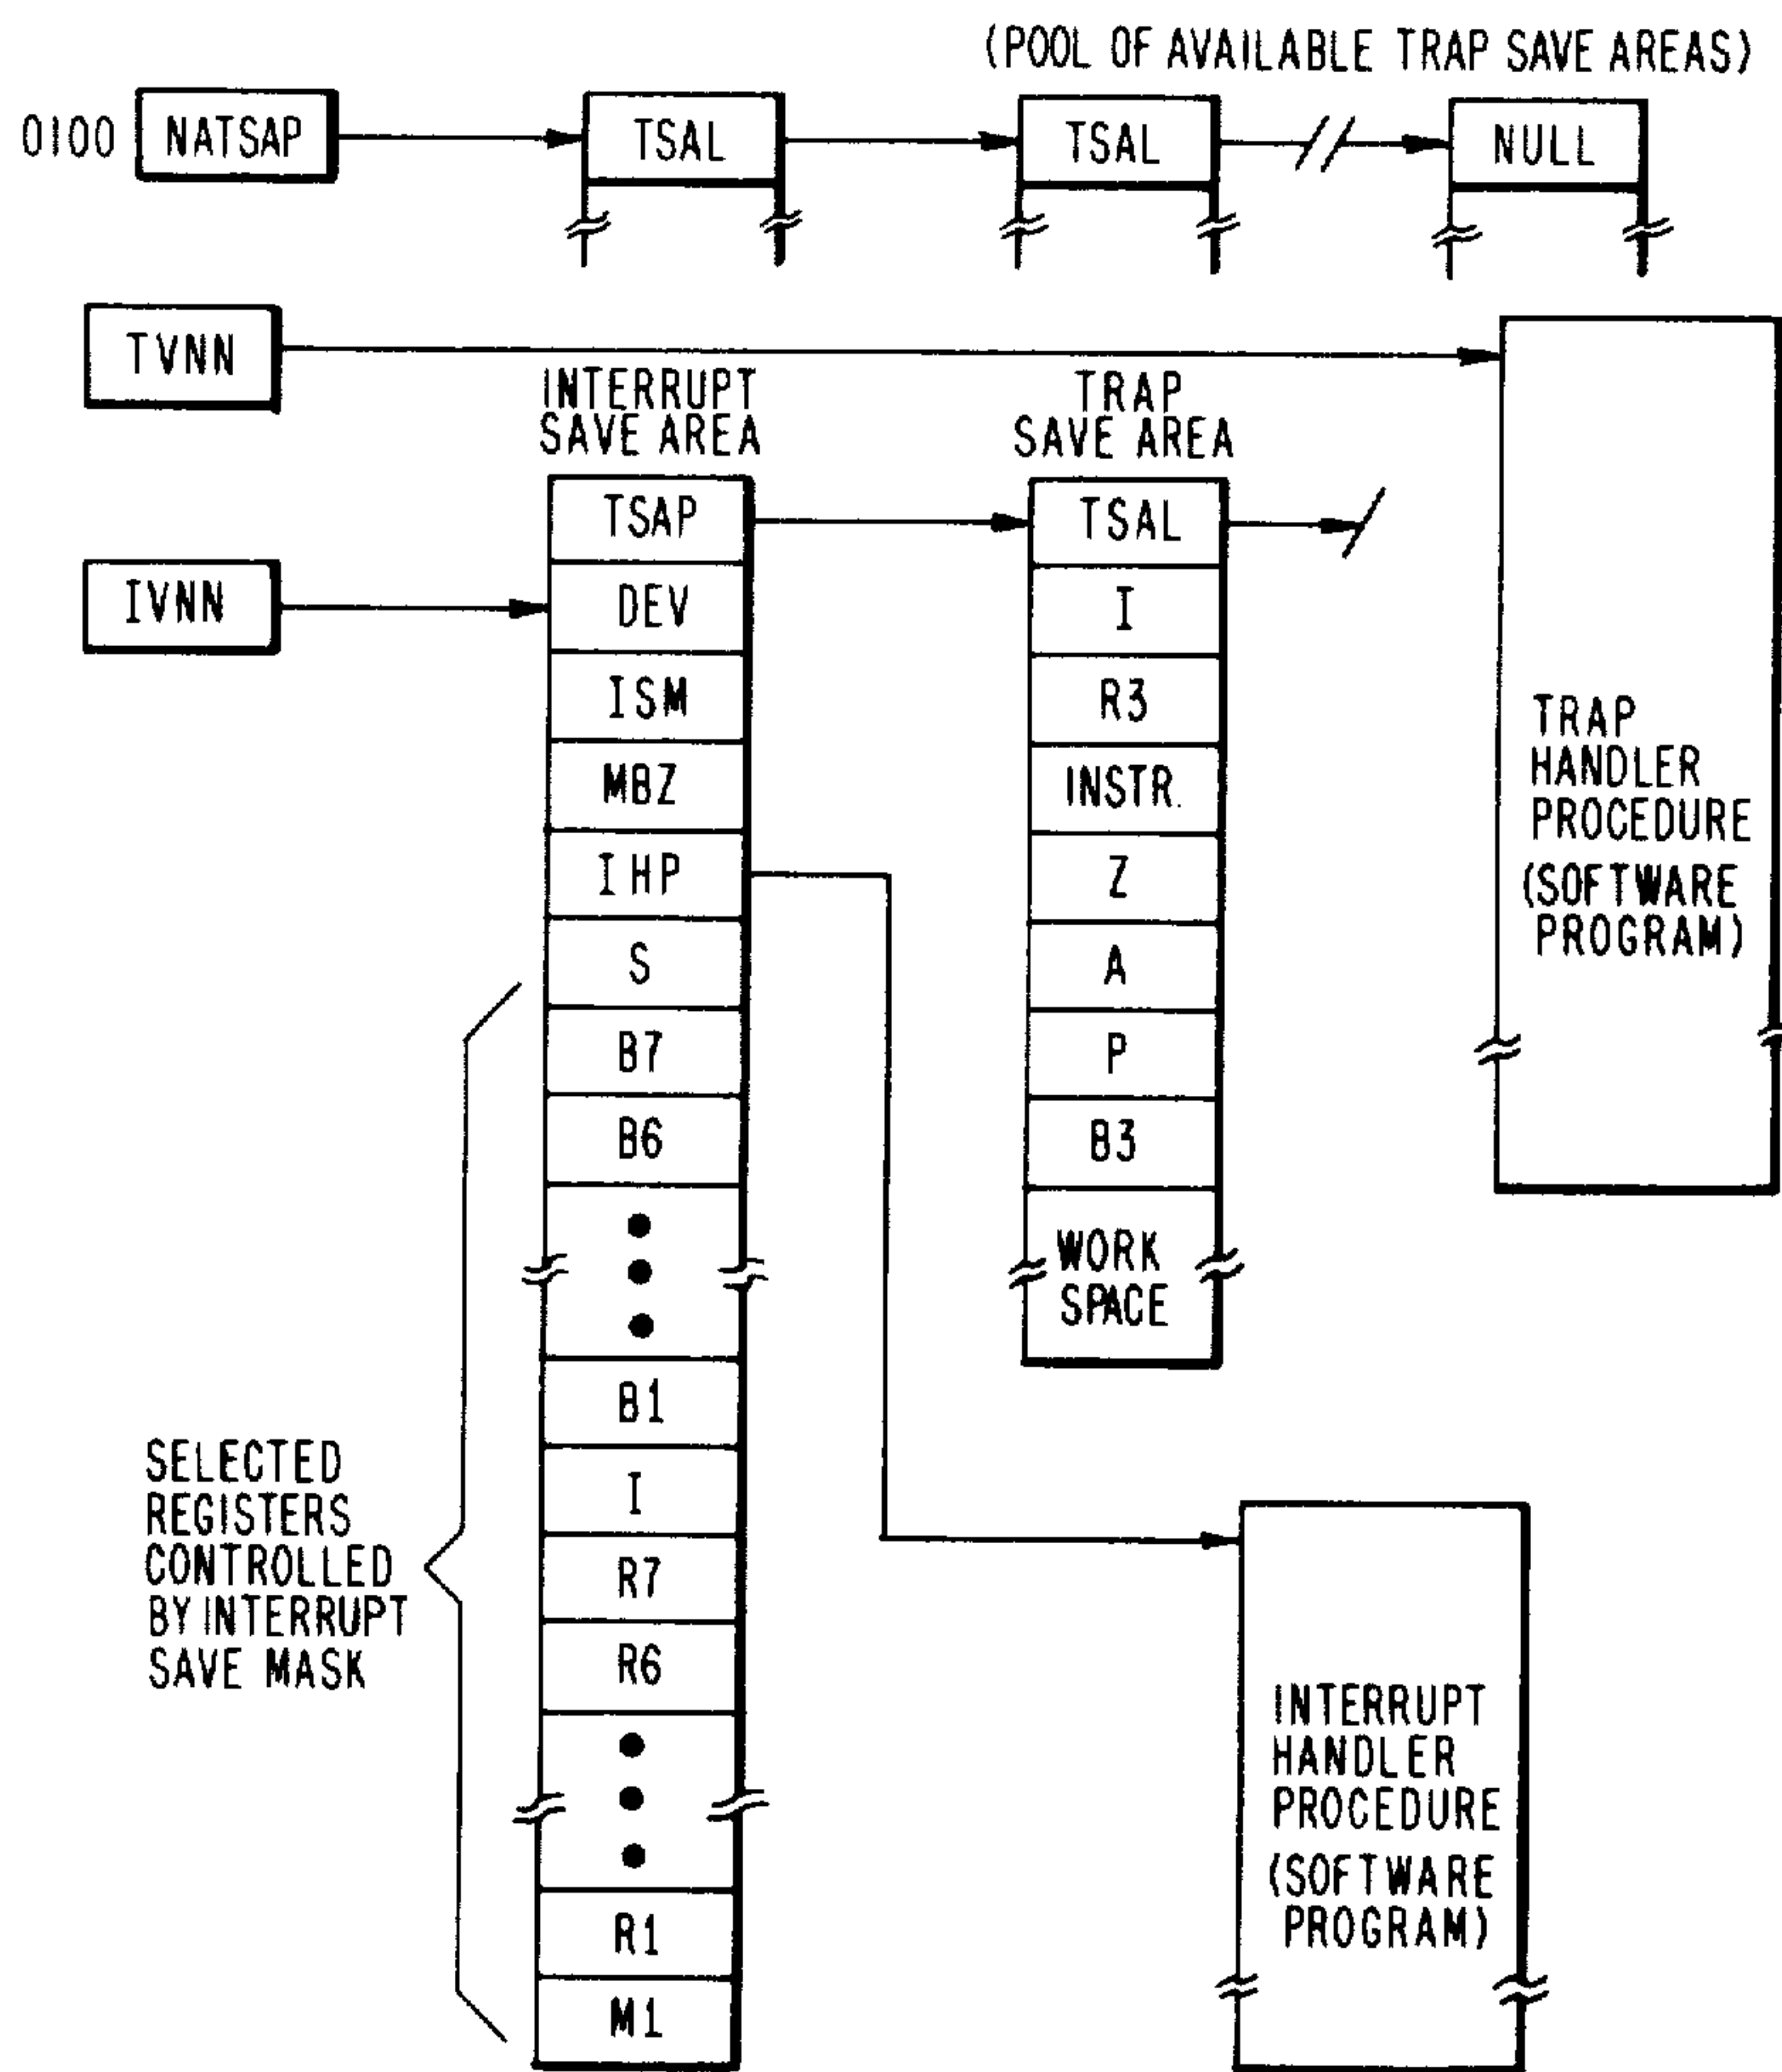 (POOL OF AVAILABLE TRAP SAVE AREAS)
0100 NATSAP TSAL TSAL NULL
TVNN
INTERRUPT
SAVE AREA
TRAP
SAVE AREA
IVNN
TSAP
DEV
ISM
MBZ
IHP
S
B7
B6
B1
I
R7
R6
R1
M1
TSAL
I
R3
INSTR.
Z
A
P
B3
WORK
SPACE
TRAP
HANDLER
PROCEDURE
(SOFTWARE
PROGRAM)
SELECTED
REGISTERS
CONTROLLED
BY INTERRUPT
SAVE MASK
INTERRUPT
HANDLER
PROCEDURE
(SOFTWARE
PROGRAM)